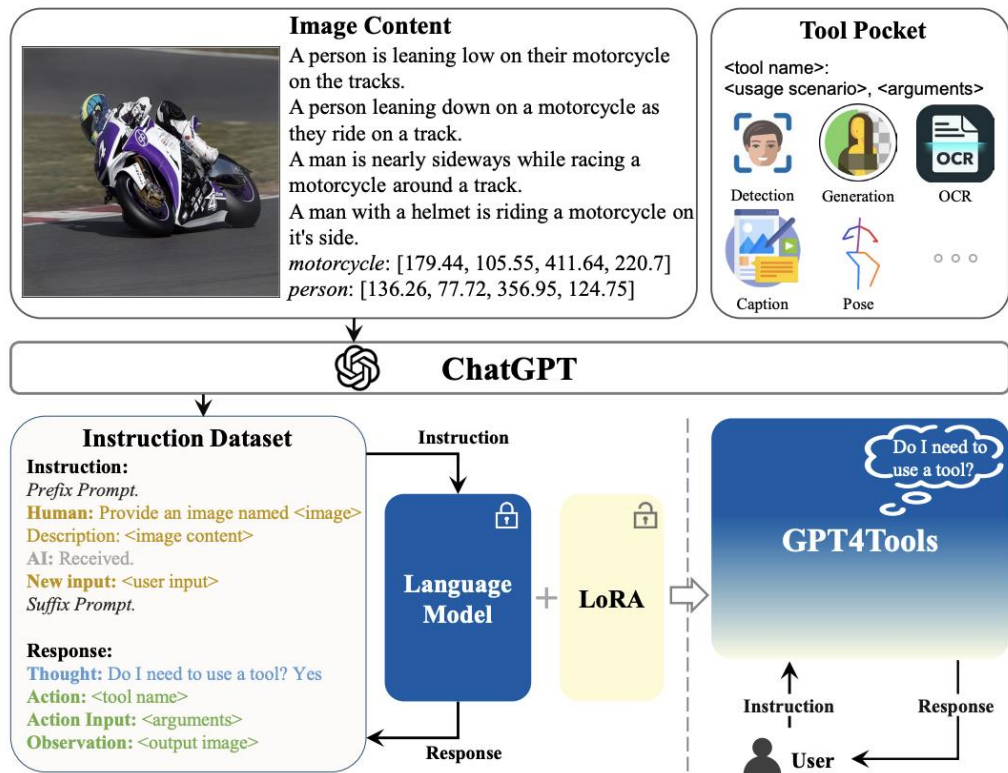 Image Content
A person is leaning low on their motorcycle
on the tracks.
A person leaning down on a motorcycle as
they ride on a track.
A man is nearly sideways while racing a
motorcycle around a track.
A man with a helmet is riding a motorcycle on
it's side.
motorcycle: [179.44, 105.55, 411.64, 220.7]
person: [136.26, 77.72, 356.95, 124.75]
Tool Pocket
<tool name>:
<usage scenario>, <arguments>
OCR
Detection
Generation
OCR
Caption
Pose
ChatGPT
Instruction Dataset
Instruction:
Prefix Prompt.
Human: Provide an image named <image>
Description: <image content>
AI: Received.
New input: <user input>
Suffix Prompt.
Response:
Thought: Do I need to use a tool? Yes
Action: <tool name>
Action Input: <arguments>
Observation: <output image>
Instruction
Language
Model
+
LoRA
Response
Do I need to
use a tool?
GPT4Tools
Instruction
Response
User